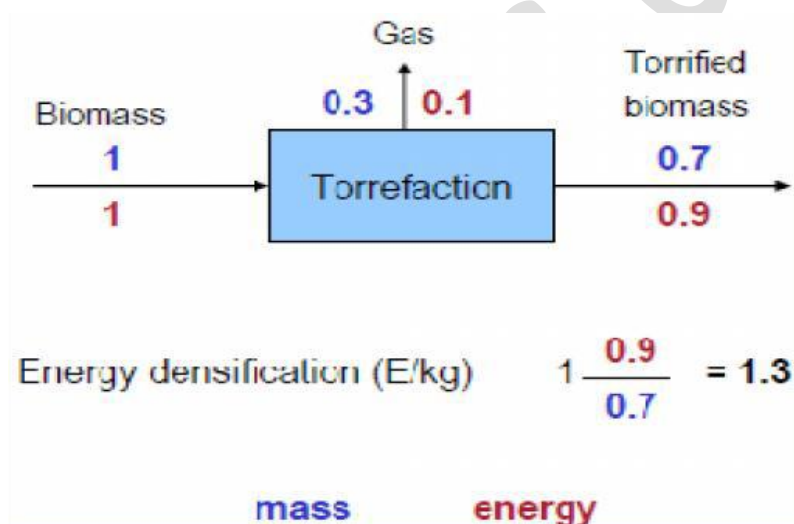 Gas
Torrified
biomass
Biomass
0.3 0.1
1
0.7
Torrefaction
1
0.9
Energy densification (E/kg) 1 0.9 = 1.3
0.7
mass energy